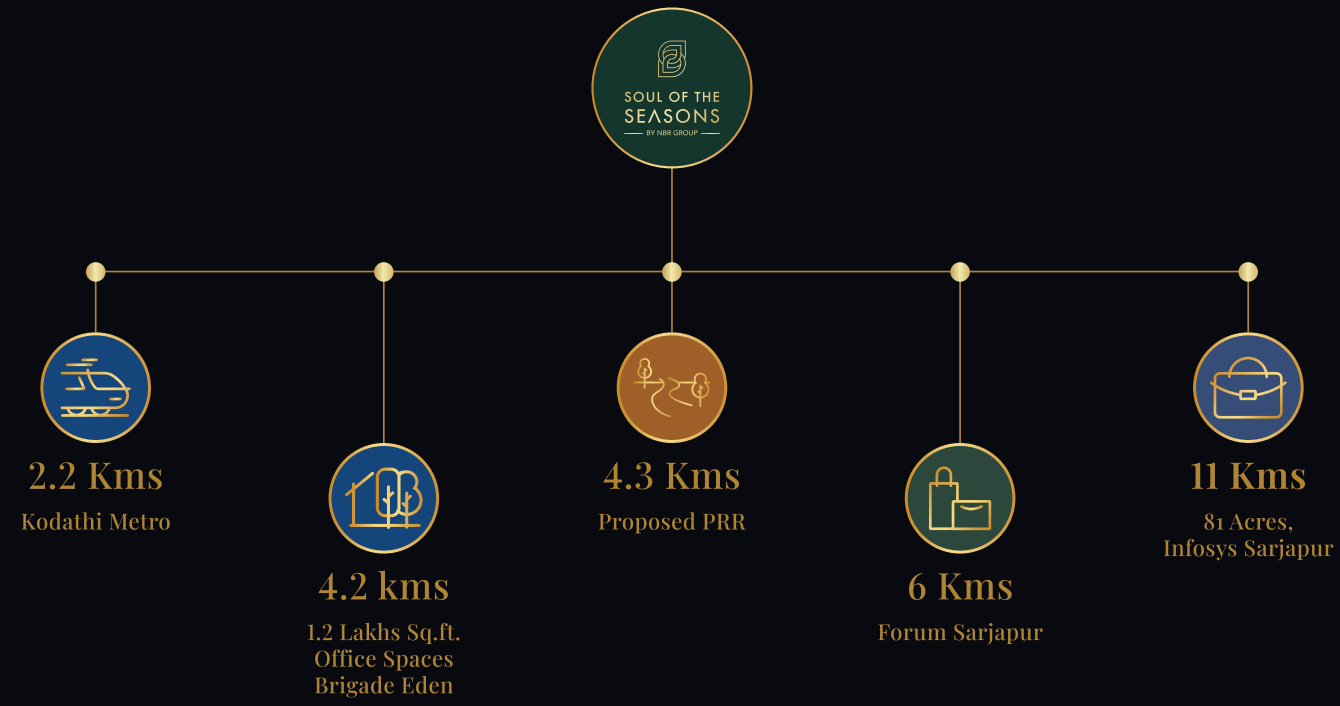 SOUL OF THE
SEASONS
BY NBR GROUP
2.2 Kms
Kodathi Metro
4.2 kms
1.2 Lakhs Sq.ft.
Office Spaces
Brigade Eden
4.3 Kms
Proposed PRR
6 Kms
Forum Sarjapur
11 Kms
81 Acres,
Infosys Sarjapur